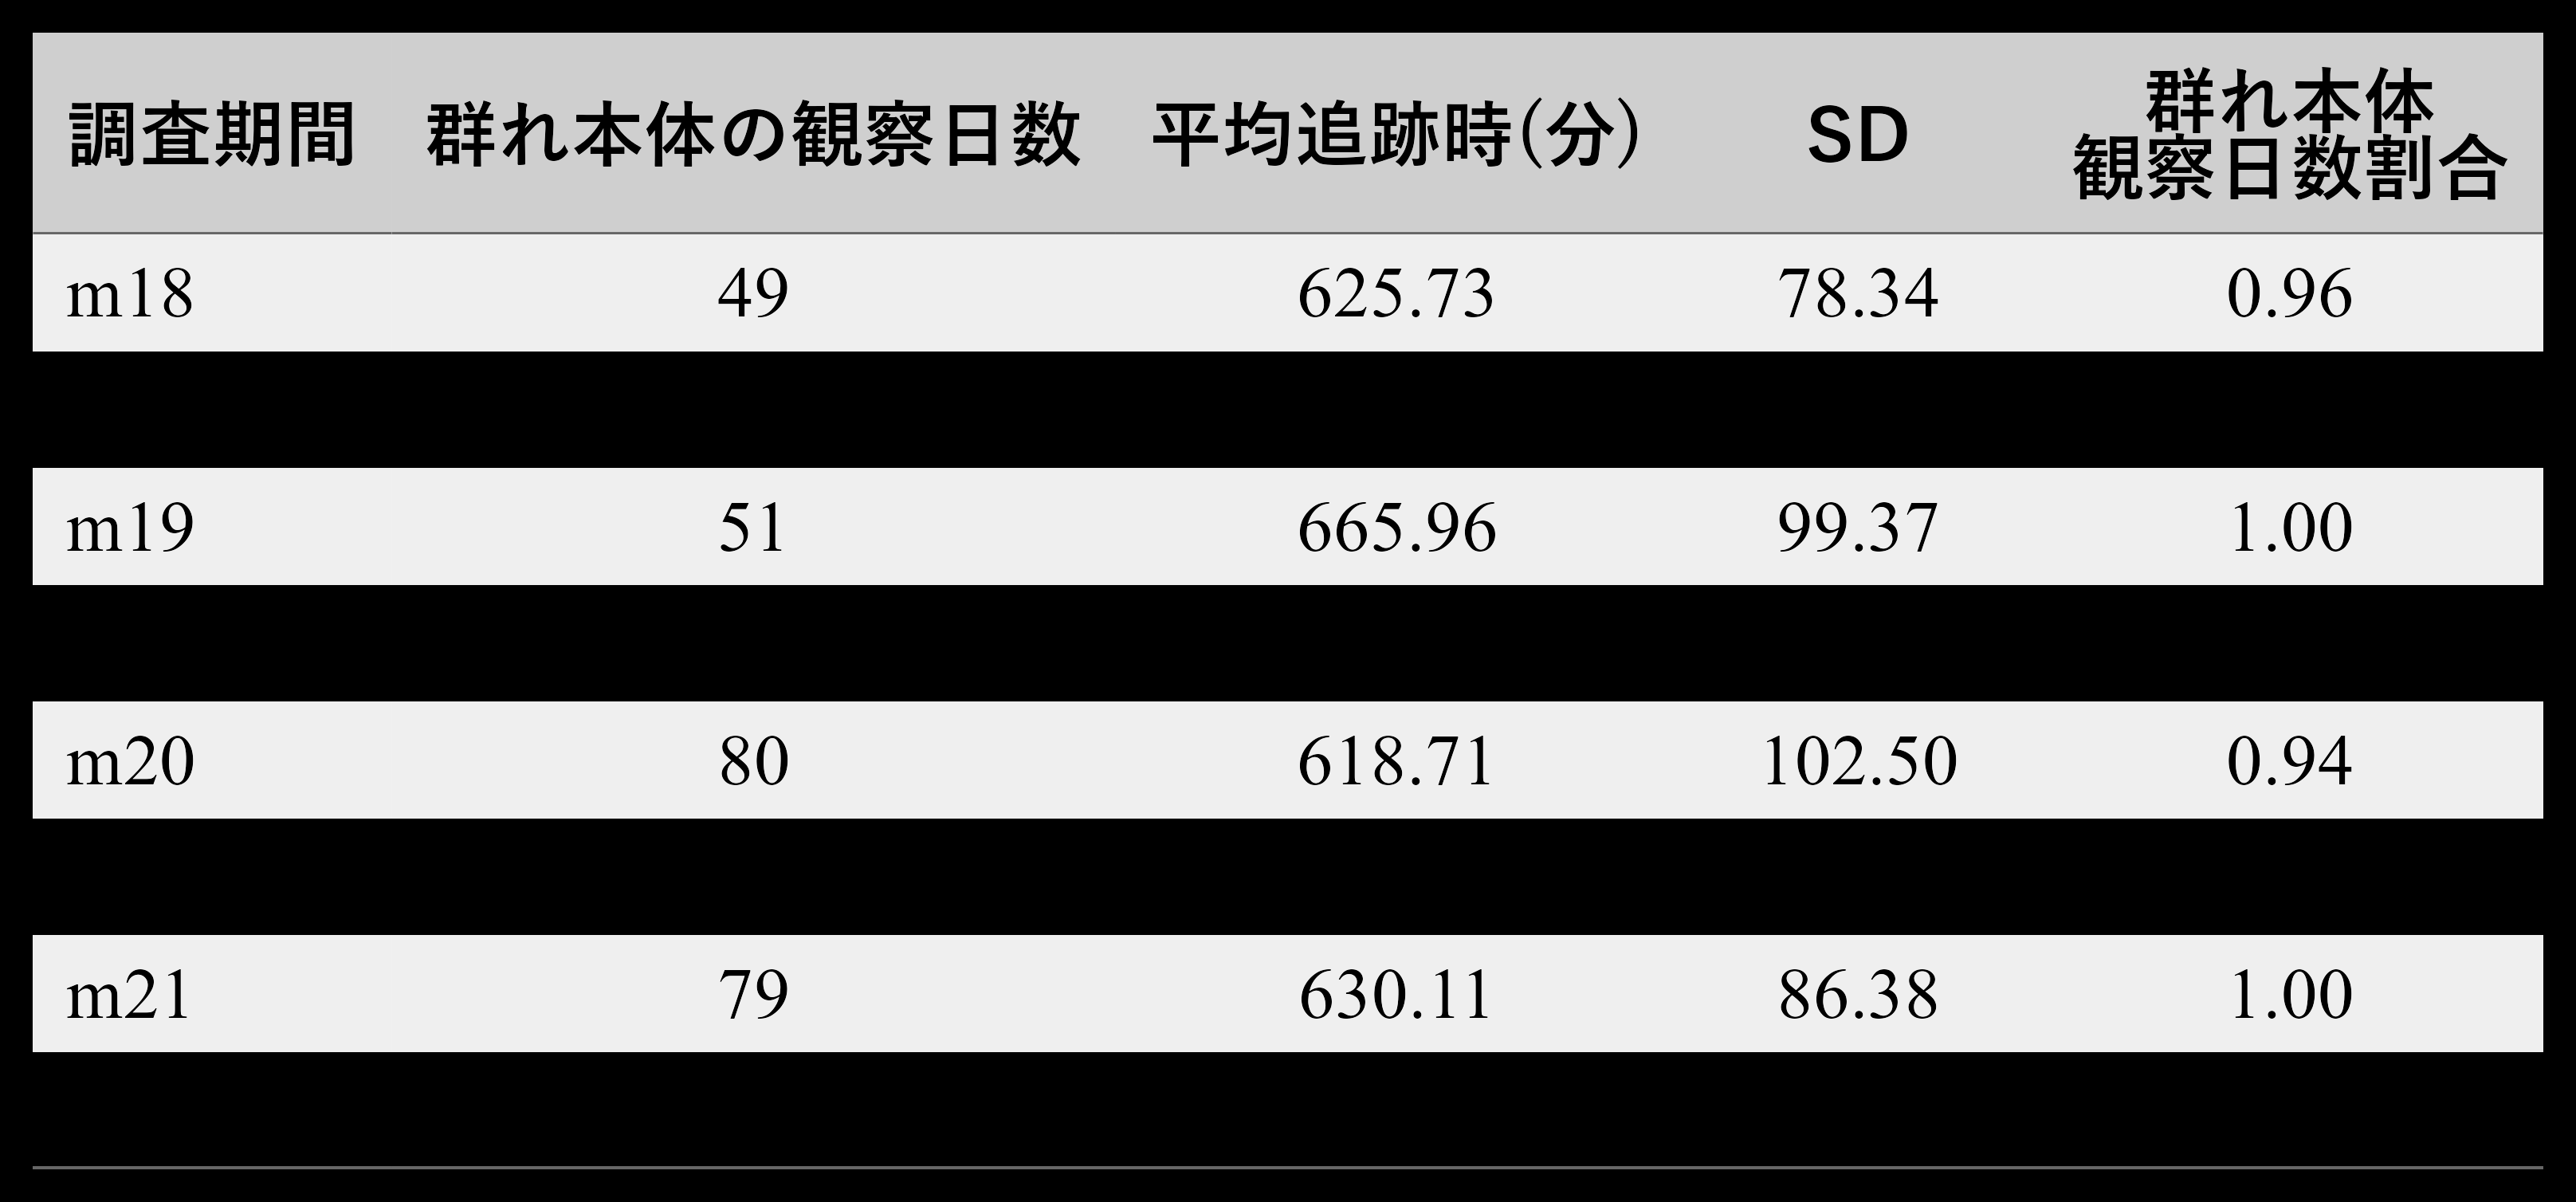 調査期間 群れ本体の観察日数 平均追跡時(分) SD 群れ本体
観察日数割合
m18 49 625.73 78.34 0.96
m19 51 665.96 99.37 1.00
m20 80 618.71 102.50 0.94
m21 79 630.11 86.38 1.00